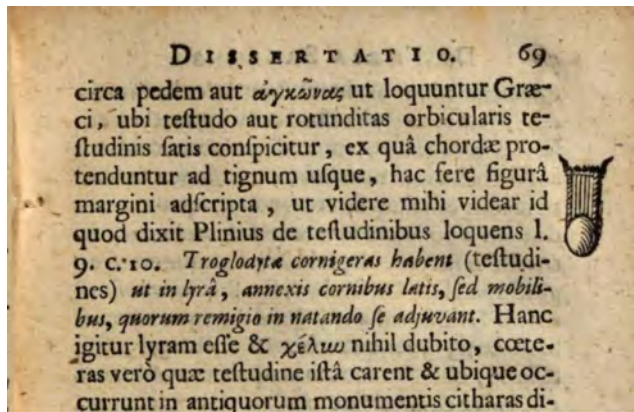 DISSERTATIO. 69
circa pedem aut ἀγκῶνας ut loquuntur Græ-
ci, ubi teſtudo aut rotunditas orbicularis te-
ſtudinis ſatis conſpicitur, ex quâ chordæ pro-
tenduntur ad tignum uſque, hac fere figurâ
margini adſcripta, ut videre mihi videar id
quod dixit Plinius de teſtudinibus loquens l.
9. c. 10. Troglodytæ cornigeras habent (teſtudi-
nes) ut in lyrâ, annexis cornibus latis, ſed mobili-
bus, quorum remigio in natando ſe adjuvant. Hanc
igitur lyram eſſe & χέλυν nihil dubito, cœte-
ras verò quæ teſtudine iſtâ carent & ubique oc-
currunt in antiquorum monumentis citharas di-